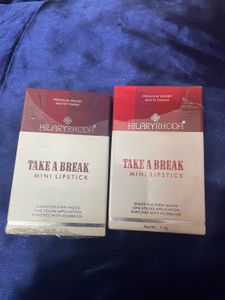 PREMIUM VELVET
MATTE FINISH
HILARYRHODA
TAKE A BREAK
MINI LIPSTICK
SHADE FOR EVERY MOOD
ONE STROKE APPLICATION
ENRICHED WITH JOJOBA OIL
PREMIUM VELVET
MATTE FINISH
HILARYRHODA
TAKE A BREAK
MINI LIPSTICK
SHADE FOR EVERY MOOD
ONE STROKE APPLICATION
ENRICHED WITH JOJOBA OIL